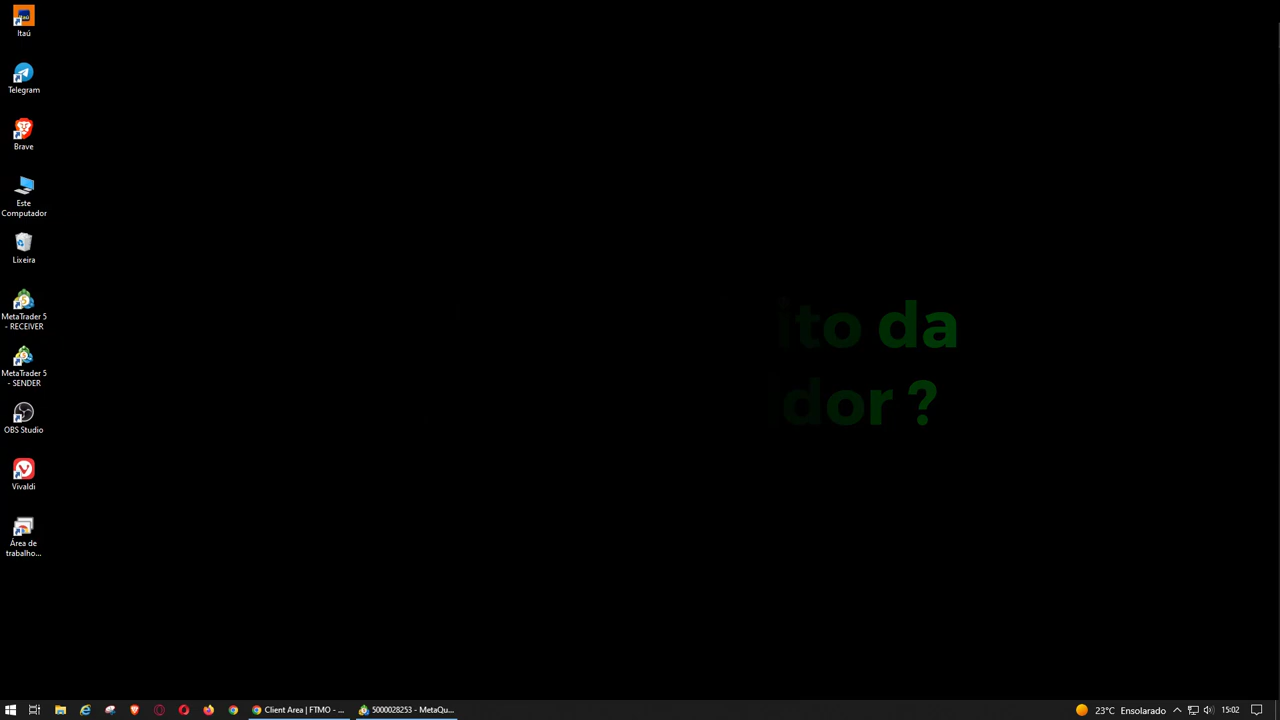 Itaú
Telegram
Brave
Este
Computador
Lixeira
MetaTrader 5
- RECEIVER
MetaTrader 5
- SENDER
OBS Studio
Vivaldi
Área de
trabalho...
ito da
dor ?
Client Area | FTMO - ...
5000028253 - MetaQu...
23°C Ensolarado
15:02